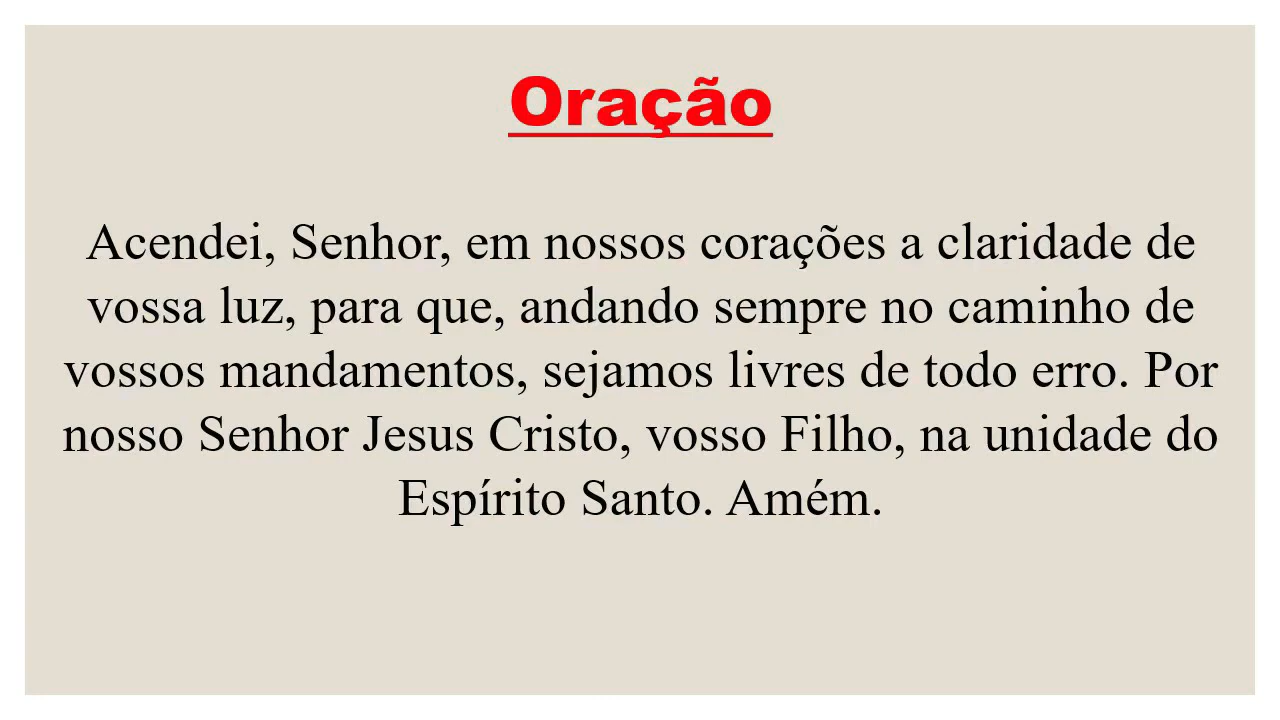 Oração
Acendei, Senhor, em nossos corações a claridade de
vossa luz, para que, andando sempre no caminho de
vossos mandamentos, sejamos livres de todo erro. Por
nosso Senhor Jesus Cristo, vosso Filho, na unidade do
Espírito Santo. Amém.